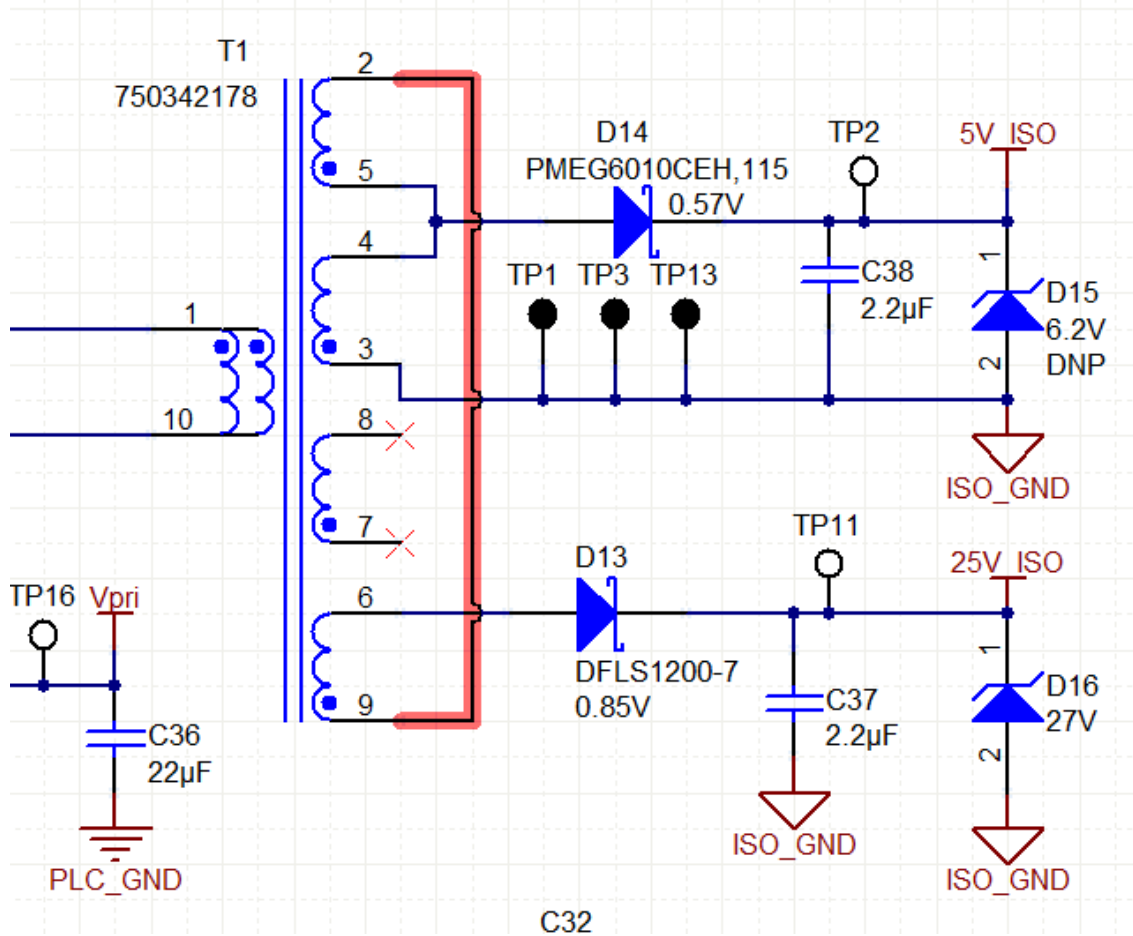 T1
750342178
2
5
4
3
1
10
8
7
6
9
D14
PMEG6010CEH,115
0.57V
TP2
5V_ISO
TP1
TP3
TP13
C38
2.2µF
1
D15
6.2V
2
DNP
ISO_GND
TP11
D13
DFLS1200-7
0.85V
25V_ISO
C37
2.2µF
1
D16
27V
2
ISO_GND
ISO_GND
TP16
Vpri
C36
22µF
PLC_GND
C32